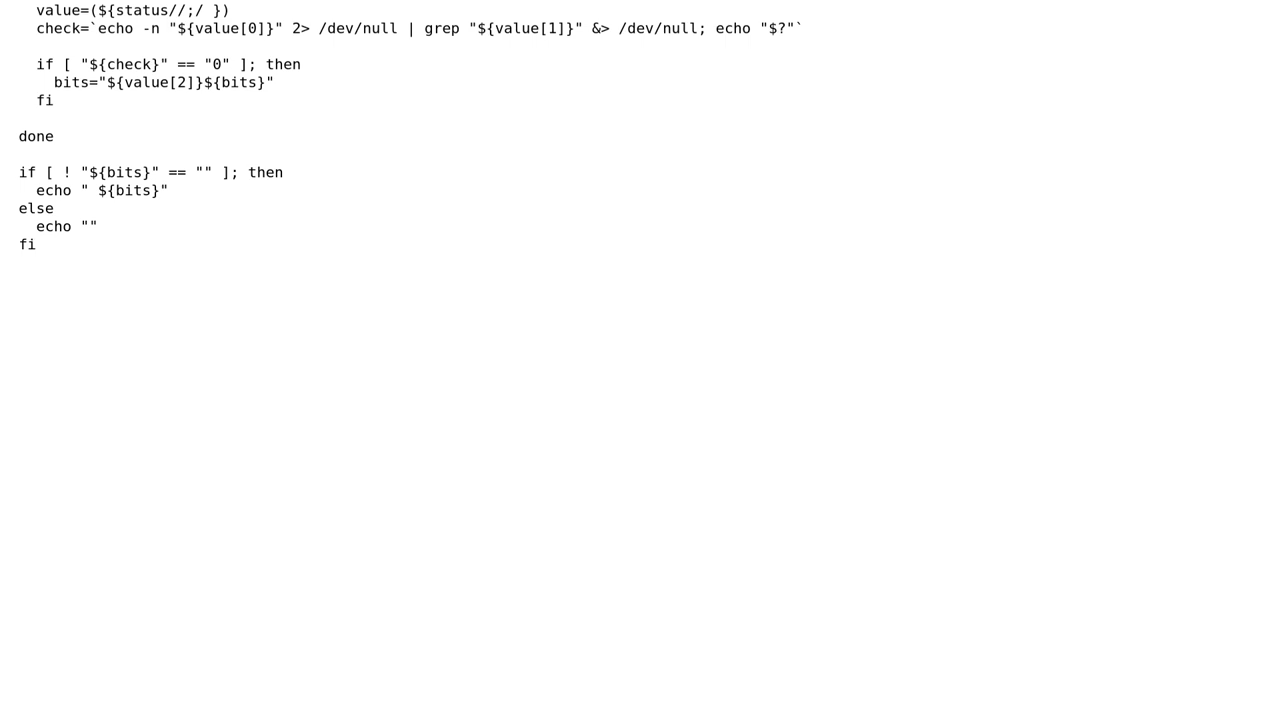 value=(${status//;/ })
  check=`echo -n "${value[0]}" 2> /dev/null | grep "${value[1]}" &> /dev/null; echo "$?"`

  if [ "${check}" == "0" ]; then
    bits="${value[2]}${bits}"
  fi

done

if [ ! "${bits}" == "" ]; then
  echo " ${bits}"
else
  echo ""
fi